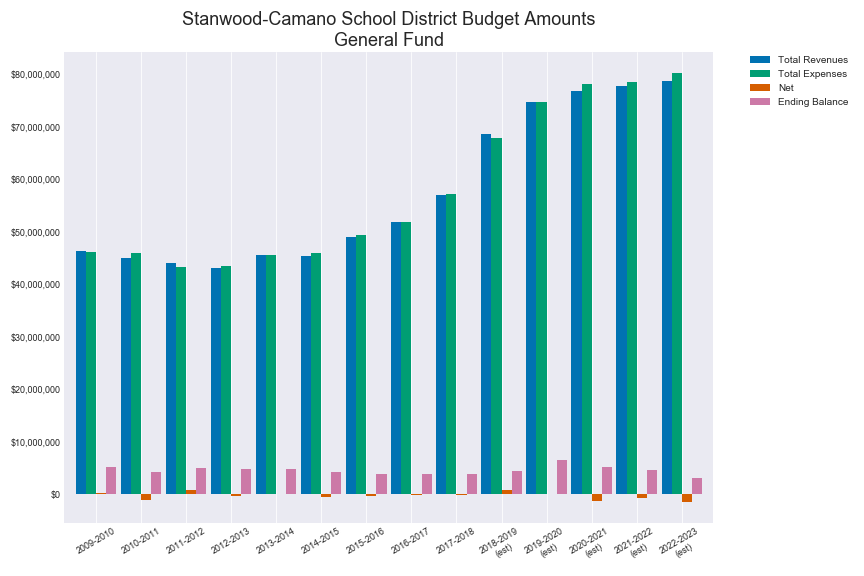 Stanwood-Camano School District Budget Amounts
General Fund
Total Revenues
Total Expenses
Net
Ending Balance
$80,000,000
$70,000,000
$60,000,000
$50,000,000
$40,000,000
$30,000,000
$20,000,000
$10,000,000
$0
2009-2010
2010-2011
2011-2012
2012-2013
2013-2014
2014-2015
2015-2016
2016-2017
2017-2018
2018-2019
(est)
2019-2020
(est)
2020-2021
(est)
2021-2022
(est)
2022-2023
(est)